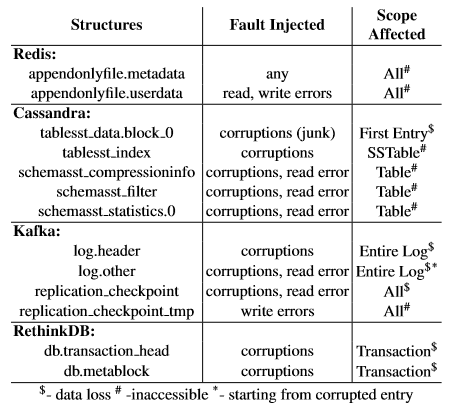 Structures Fault Injected Scope Affected
Redis:
appendonlyfile.metadata any All#
appendonlyfile.userdata read, write errors All#
Cassandra:
tablesst_data.block_0 corruptions (junk) First Entry$
tablesst_index corruptions SSTable#
schemasst_compressioninfo corruptions, read error Table#
schemasst_filter corruptions, read error Table#
schemasst_statistics.0 corruptions, read error Table#
Kafka:
log.header corruptions Entire Log$
log.other corruptions, read error Entire Log$*
replication_checkpoint corruptions, read error All$
replication_checkpoint_tmp write errors All#
RethinkDB:
db.transaction_head corruptions Transaction$
db.metablock corruptions Transaction$
$- data loss # -inaccessible *- starting from corrupted entry